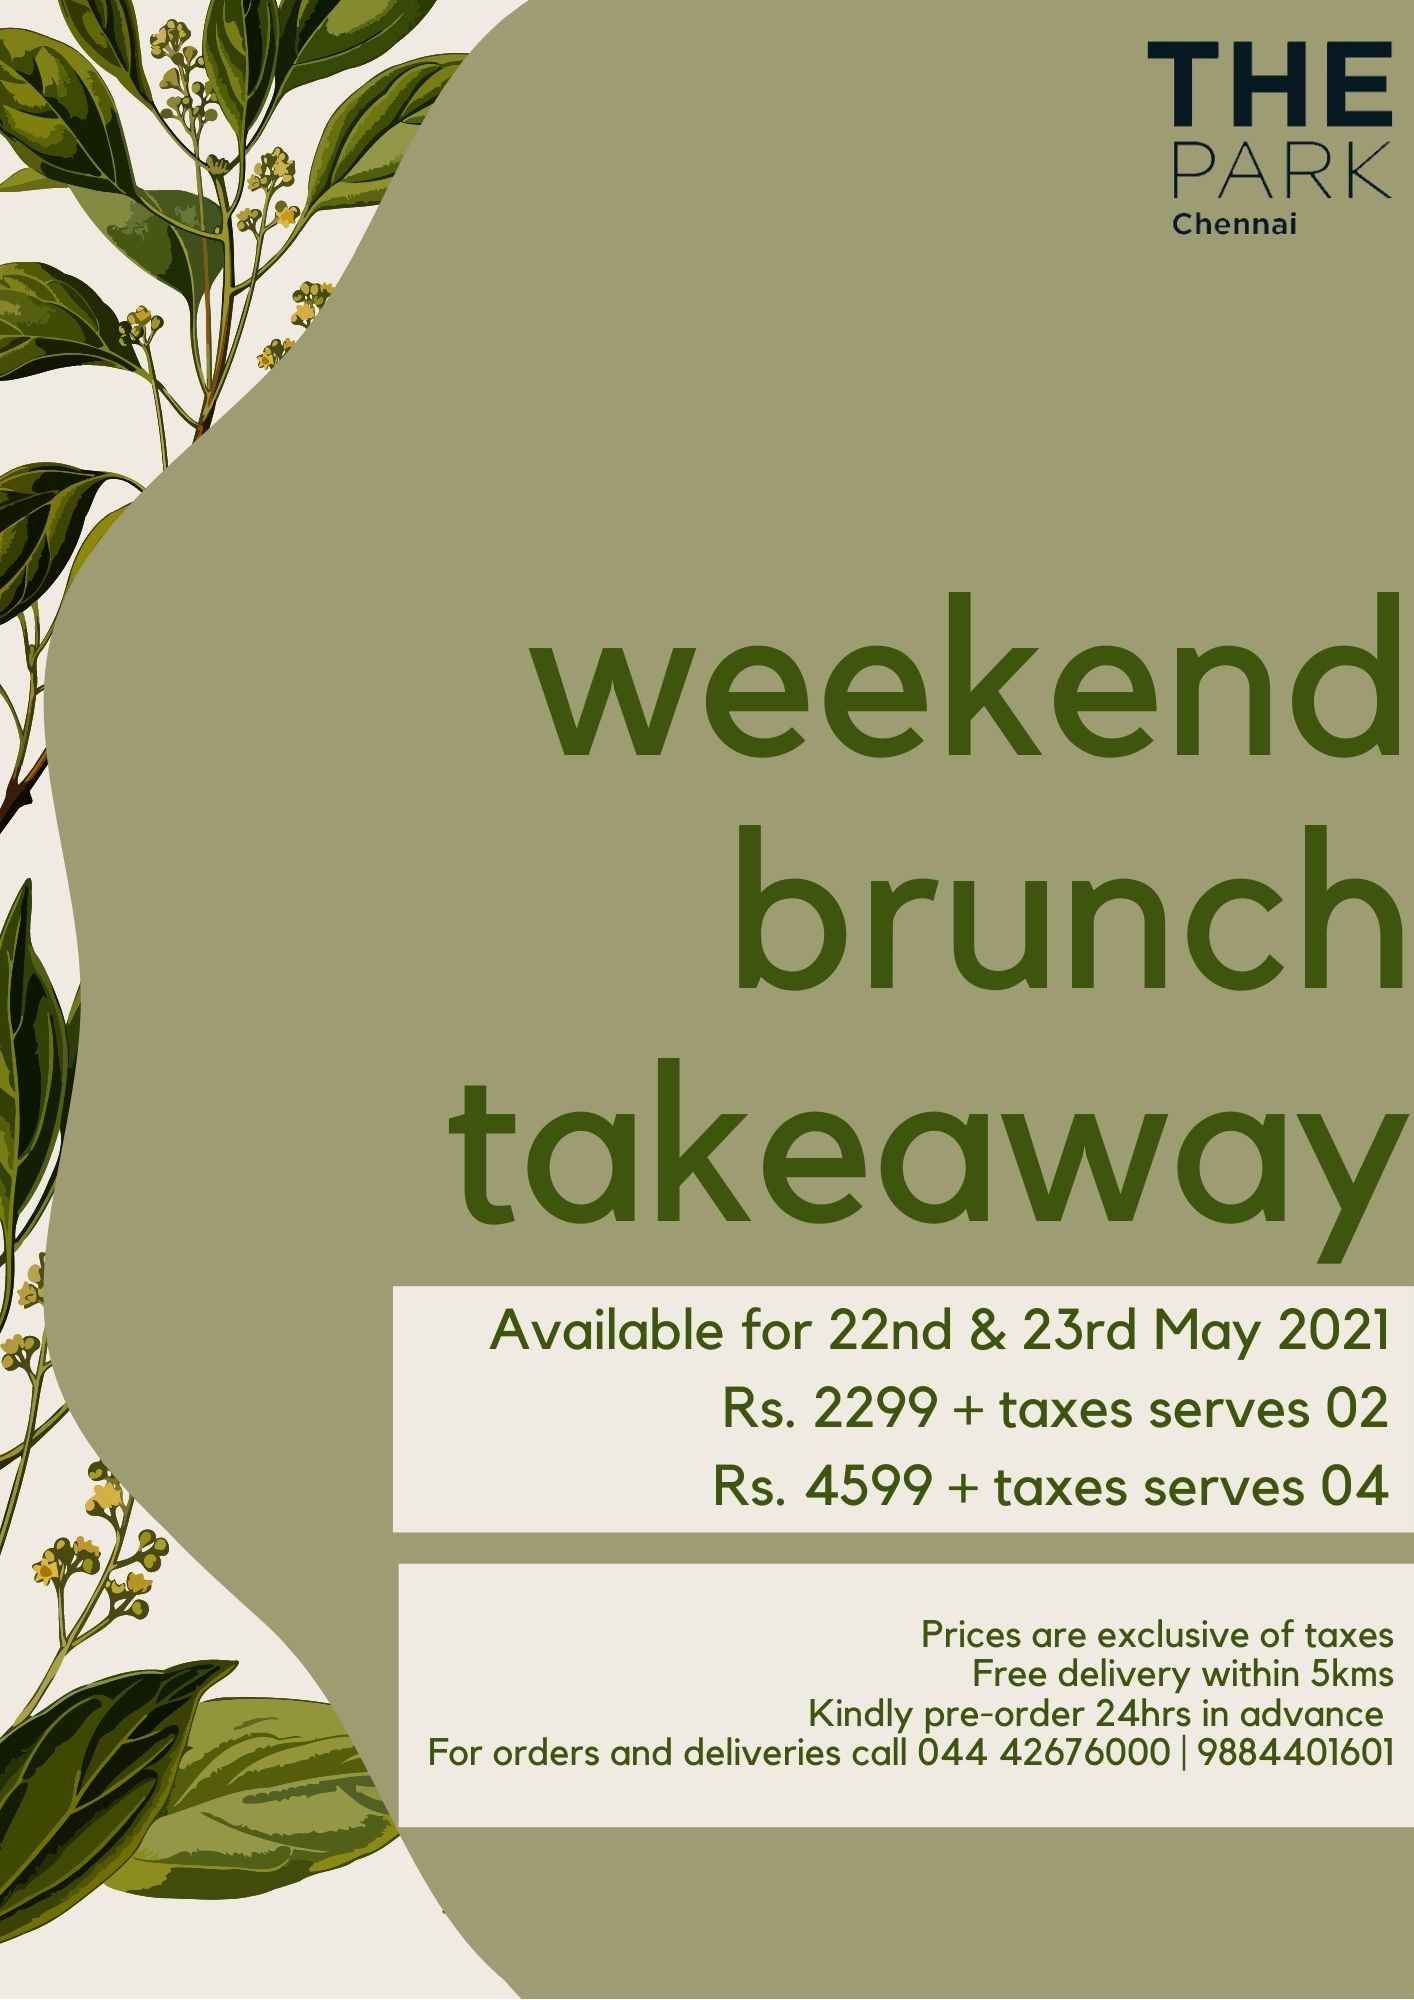 THE
PARK
Chennai
weekend
brunch
takeaway
Available for 22nd & 23rd May 2021
Rs. 2299 + taxes serves 02
Rs. 4599 + taxes serves 04
Prices are exclusive of taxes
Free delivery within 5kms
Kindly pre-order 24hrs in advance
For orders and deliveries call 044 42676000 | 9884401601